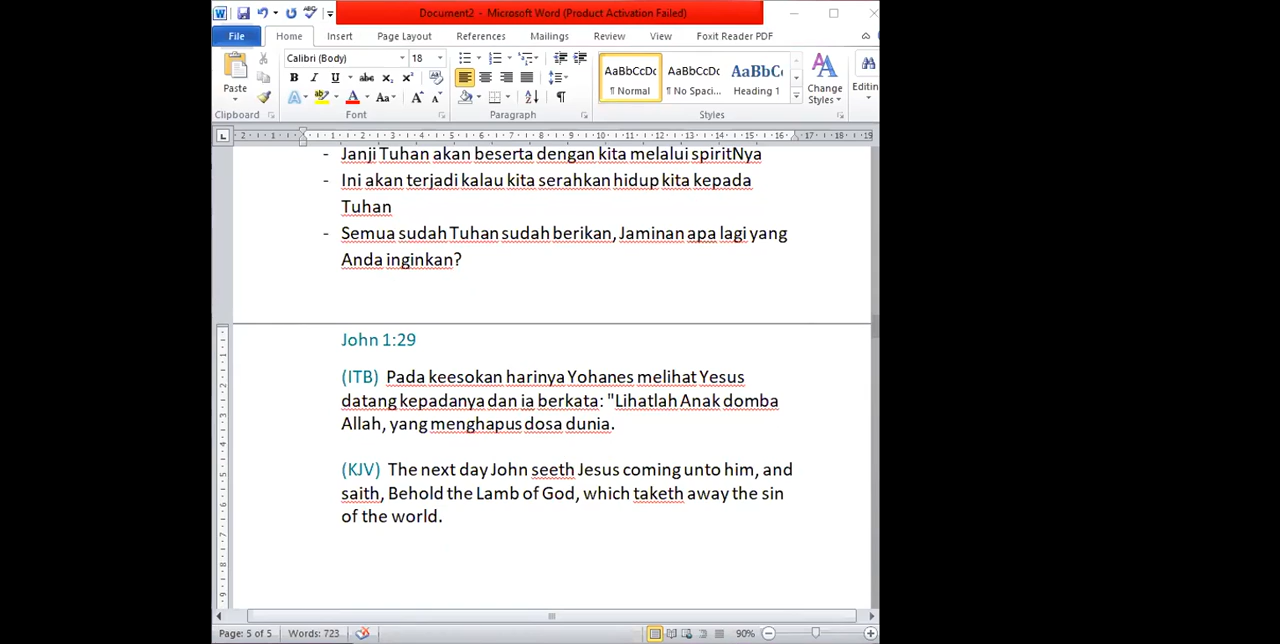 Document2 - Microsoft Word (Product Activation Failed)
File Home Insert Page Layout References Mailings Review View Foxit Reader PDF
Calibri (Body) 18
AaBbCcDc AaBbCcDc AaBbC
Paste ¶ Normal ¶ No Spaci... Heading 1 Change Styles Editin
Clipboard Font Paragraph Styles
- Janji Tuhan akan beserta dengan kita melalui spiritNya
- Ini akan terjadi kalau kita serahkan hidup kita kepada
Tuhan
- Semua sudah Tuhan sudah berikan, Jaminan apa lagi yang
Anda inginkan?
John 1:29
(ITB) Pada keesokan harinya Yohanes melihat Yesus
datang kepadanya dan ia berkata: "Lihatlah Anak domba
Allah, yang menghapus dosa dunia.
(KJV) The next day John seeth Jesus coming unto him, and
saith, Behold the Lamb of God, which taketh away the sin
of the world.
Page: 5 of 5 Words: 723 90%